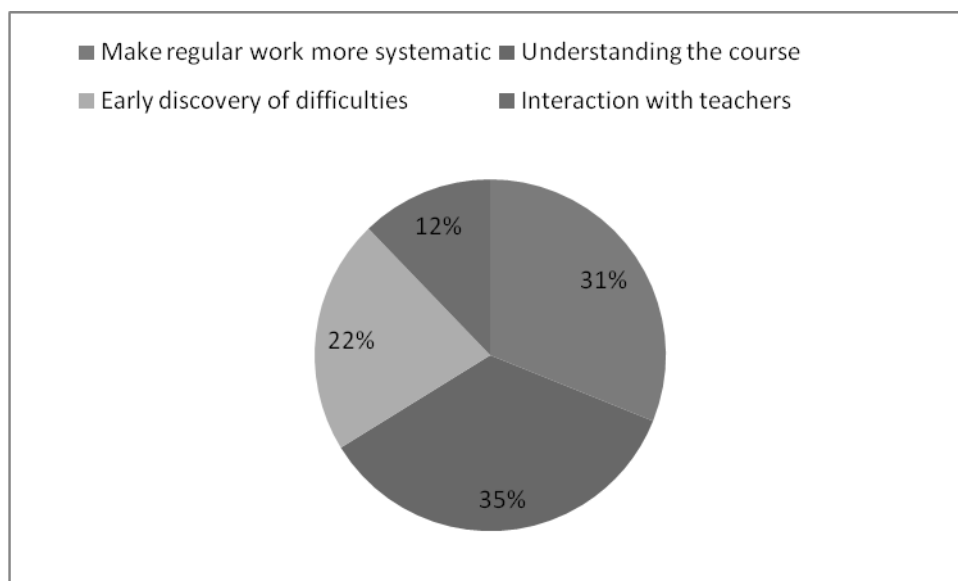 Make regular work more systematic Understanding the course
Early discovery of difficulties Interaction with teachers
12%
31%
22%
35%